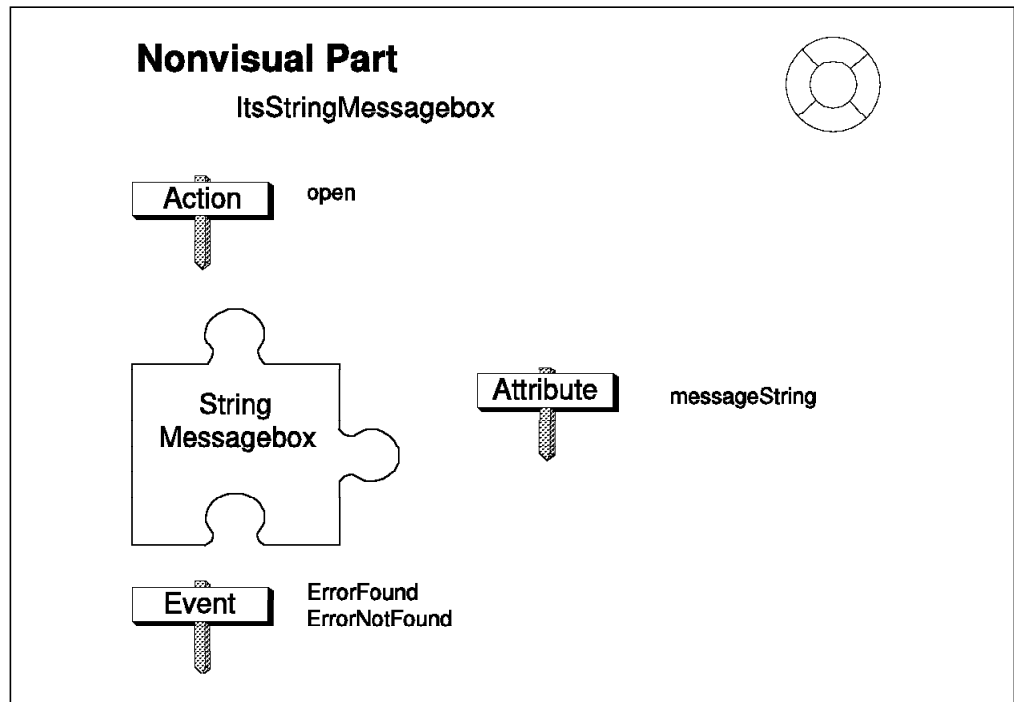 Nonvisual Part
ItsStringMessagebox
Action
open
String
Messagebox
Attribute
messageString
Event
ErrorFound
ErrorNotFound